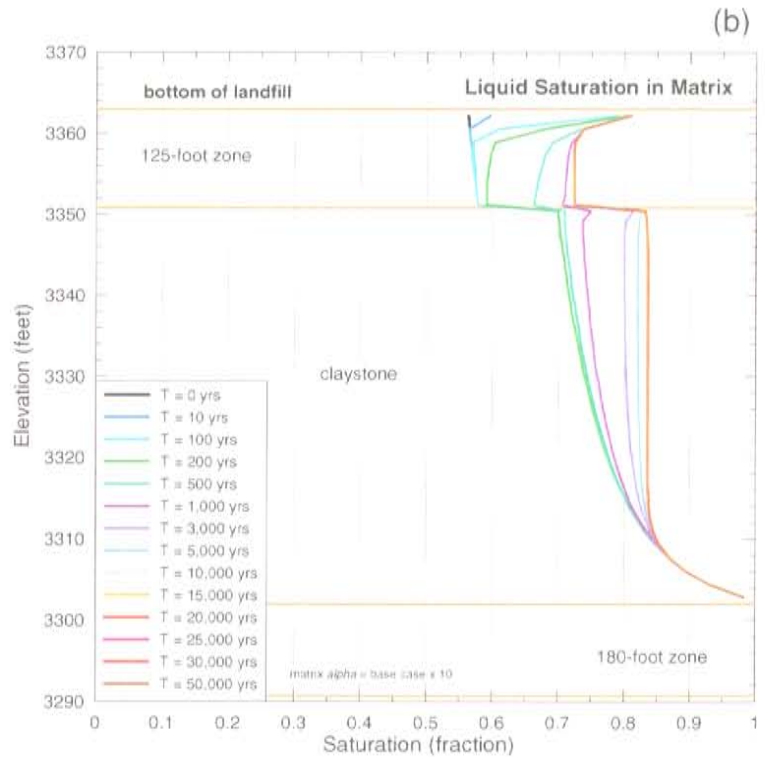 (b)
Liquid Saturation in Matrix
bottom of landfill
125-foot zone
claystone
180-foot zone
matrix alpha = base case x 10
Elevation (feet)
3370
3360
3350
3340
3330
3320
3310
3300
3290
T = 0 yrs
T = 10 yrs
T = 100 yrs
T = 200 yrs
T = 500 yrs
T = 1,000 yrs
T = 3,000 yrs
T = 5,000 yrs
T = 10,000 yrs
T = 15,000 yrs
T = 20,000 yrs
T = 25,000 yrs
T = 30,000 yrs
T = 50,000 yrs
0 0.1 0.2 0.3 0.4 0.5 0.6 0.7 0.8 0.9 1
Saturation (fraction)